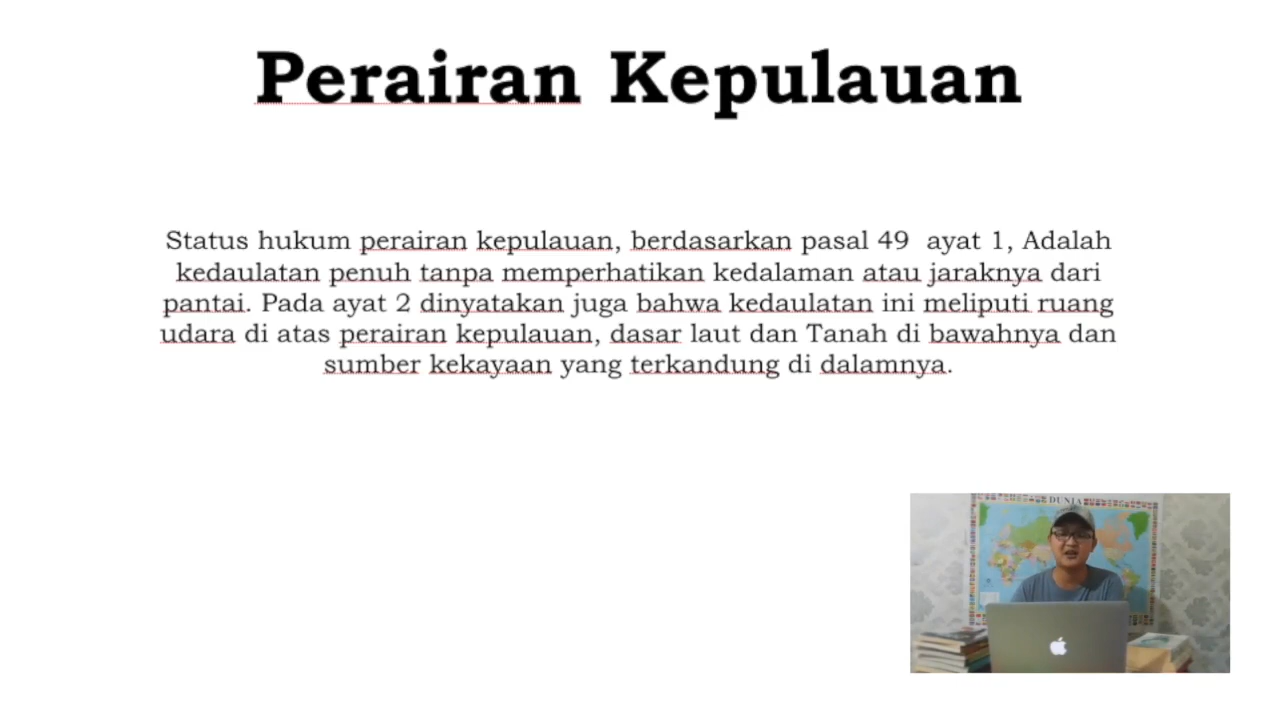 Perairan Kepulauan
Status hukum perairan kepulauan, berdasarkan pasal 49  ayat 1, Adalah
kedaulatan penuh tanpa memperhatikan kedalaman atau jaraknya dari
pantai. Pada ayat 2 dinyatakan juga bahwa kedaulatan ini meliputi ruang
udara di atas perairan kepulauan, dasar laut dan Tanah di bawahnya dan
sumber kekayaan yang terkandung di dalamnya.
DUNIA